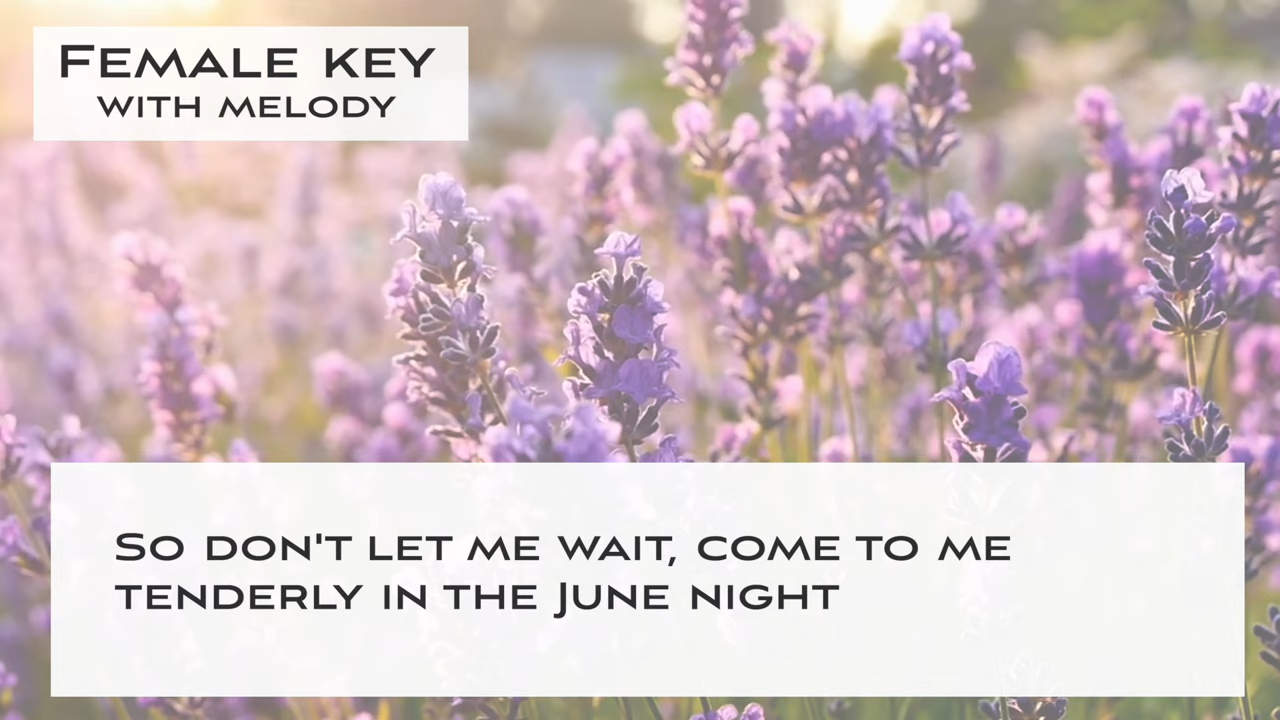 Female key
with melody
So don't let me wait, come to me
tenderly in the June night